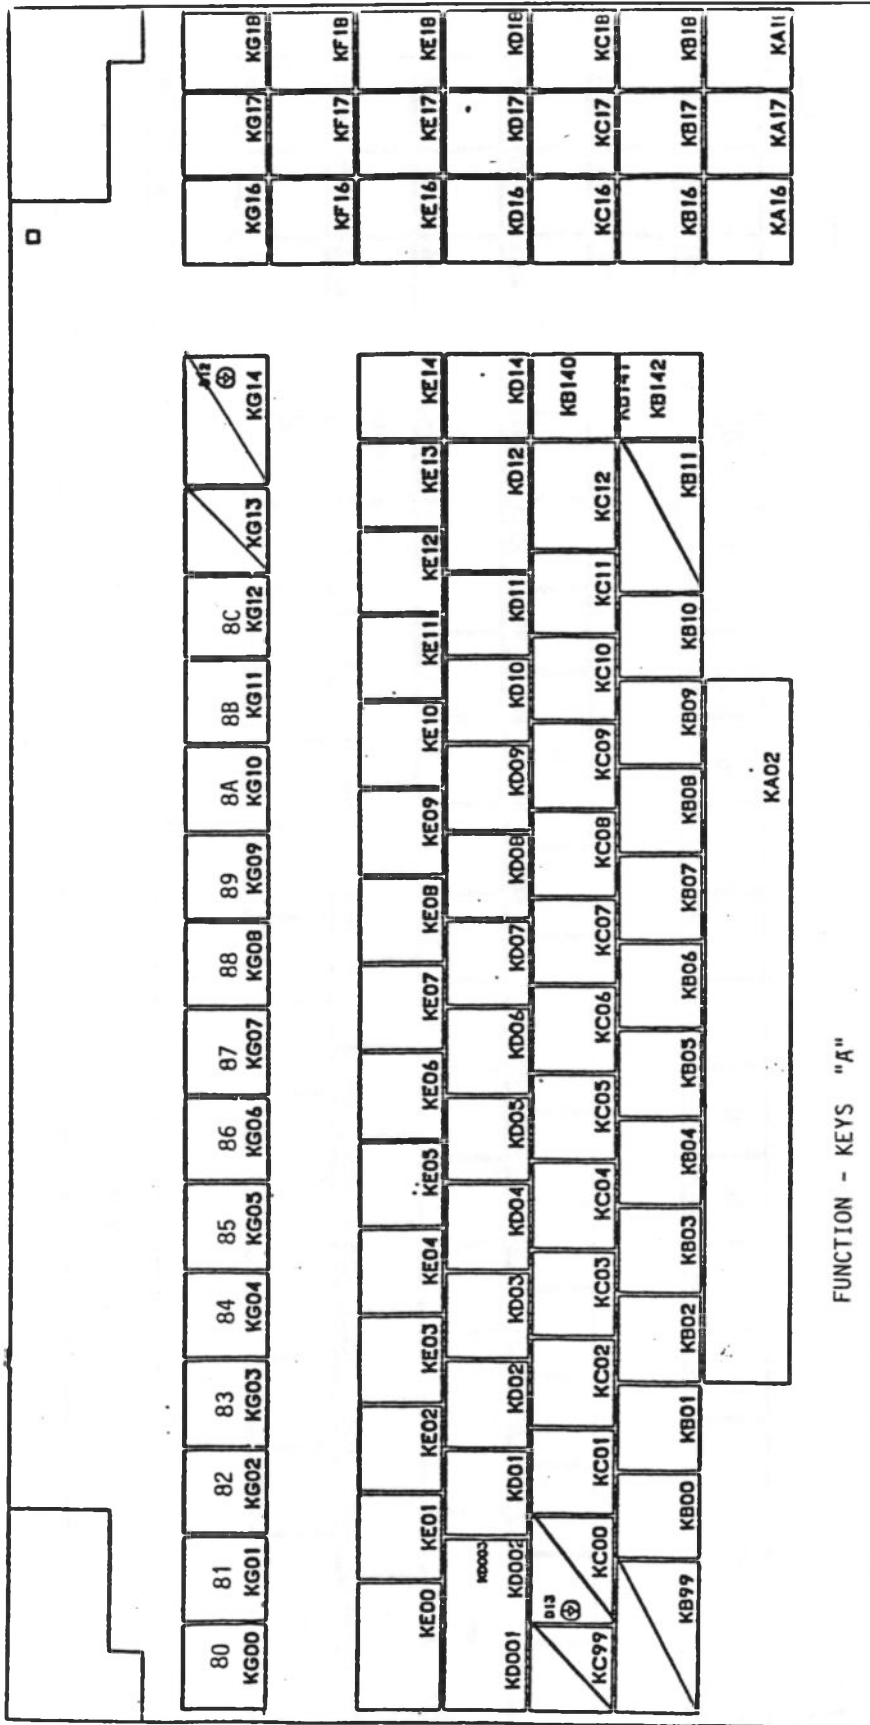 80 81 82 83 84 85 86 87 88 89 8A 8B 8C D12
KG00 KG01 KG02 KG03 KG04 KG05 KG06 KG07 KG08 KG09 KG10 KG11 KG12 KG13 KG14 KG16 KG17 KG18
KF16 KF17 KF18
KE00 KE01 KE02 KE03 KE04 KE05 KE06 KE07 KE08 KE09 KE10 KE11 KE12 KE13 KE14 KE16 KE17 KE18
KD003
KD001 KD002 KD01 KD02 KD03 KD04 KD05 KD06 KD07 KD08 KD09 KD10 KD11 KD12 KD14 KD16 KD17 KD18
D13
KB140
KC99 KC00 KC01 KC02 KC03 KC04 KC05 KC06 KC07 KC08 KC09 KC10 KC11 KC12 KC16 KC17 KC18
KB141
KB142
KB99 KB00 KB01 KB02 KB03 KB04 KB05 KB06 KB07 KB08 KB09 KB10 KB11 KB16 KB17 KB18
KA02 KA16 KA17
FUNCTION - KEYS "A"